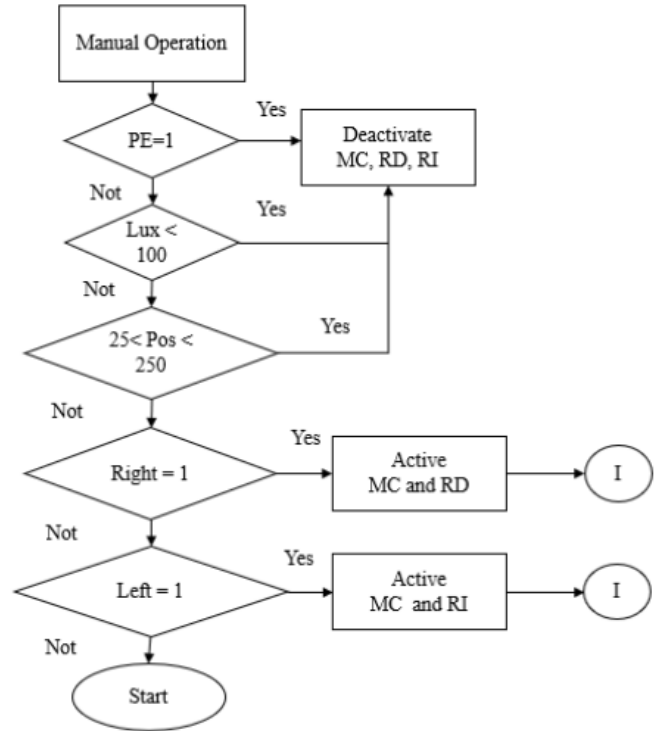 Manual Operation
Yes
PE=1
Deactivate
MC, RD, RI
Not
Yes
Lux <
100
Not
Yes
25< Pos <
250
Not
Yes
Right = 1
Active
MC and RD
I
Not
Yes
Left = 1
Active
MC and RI
I
Not
Start